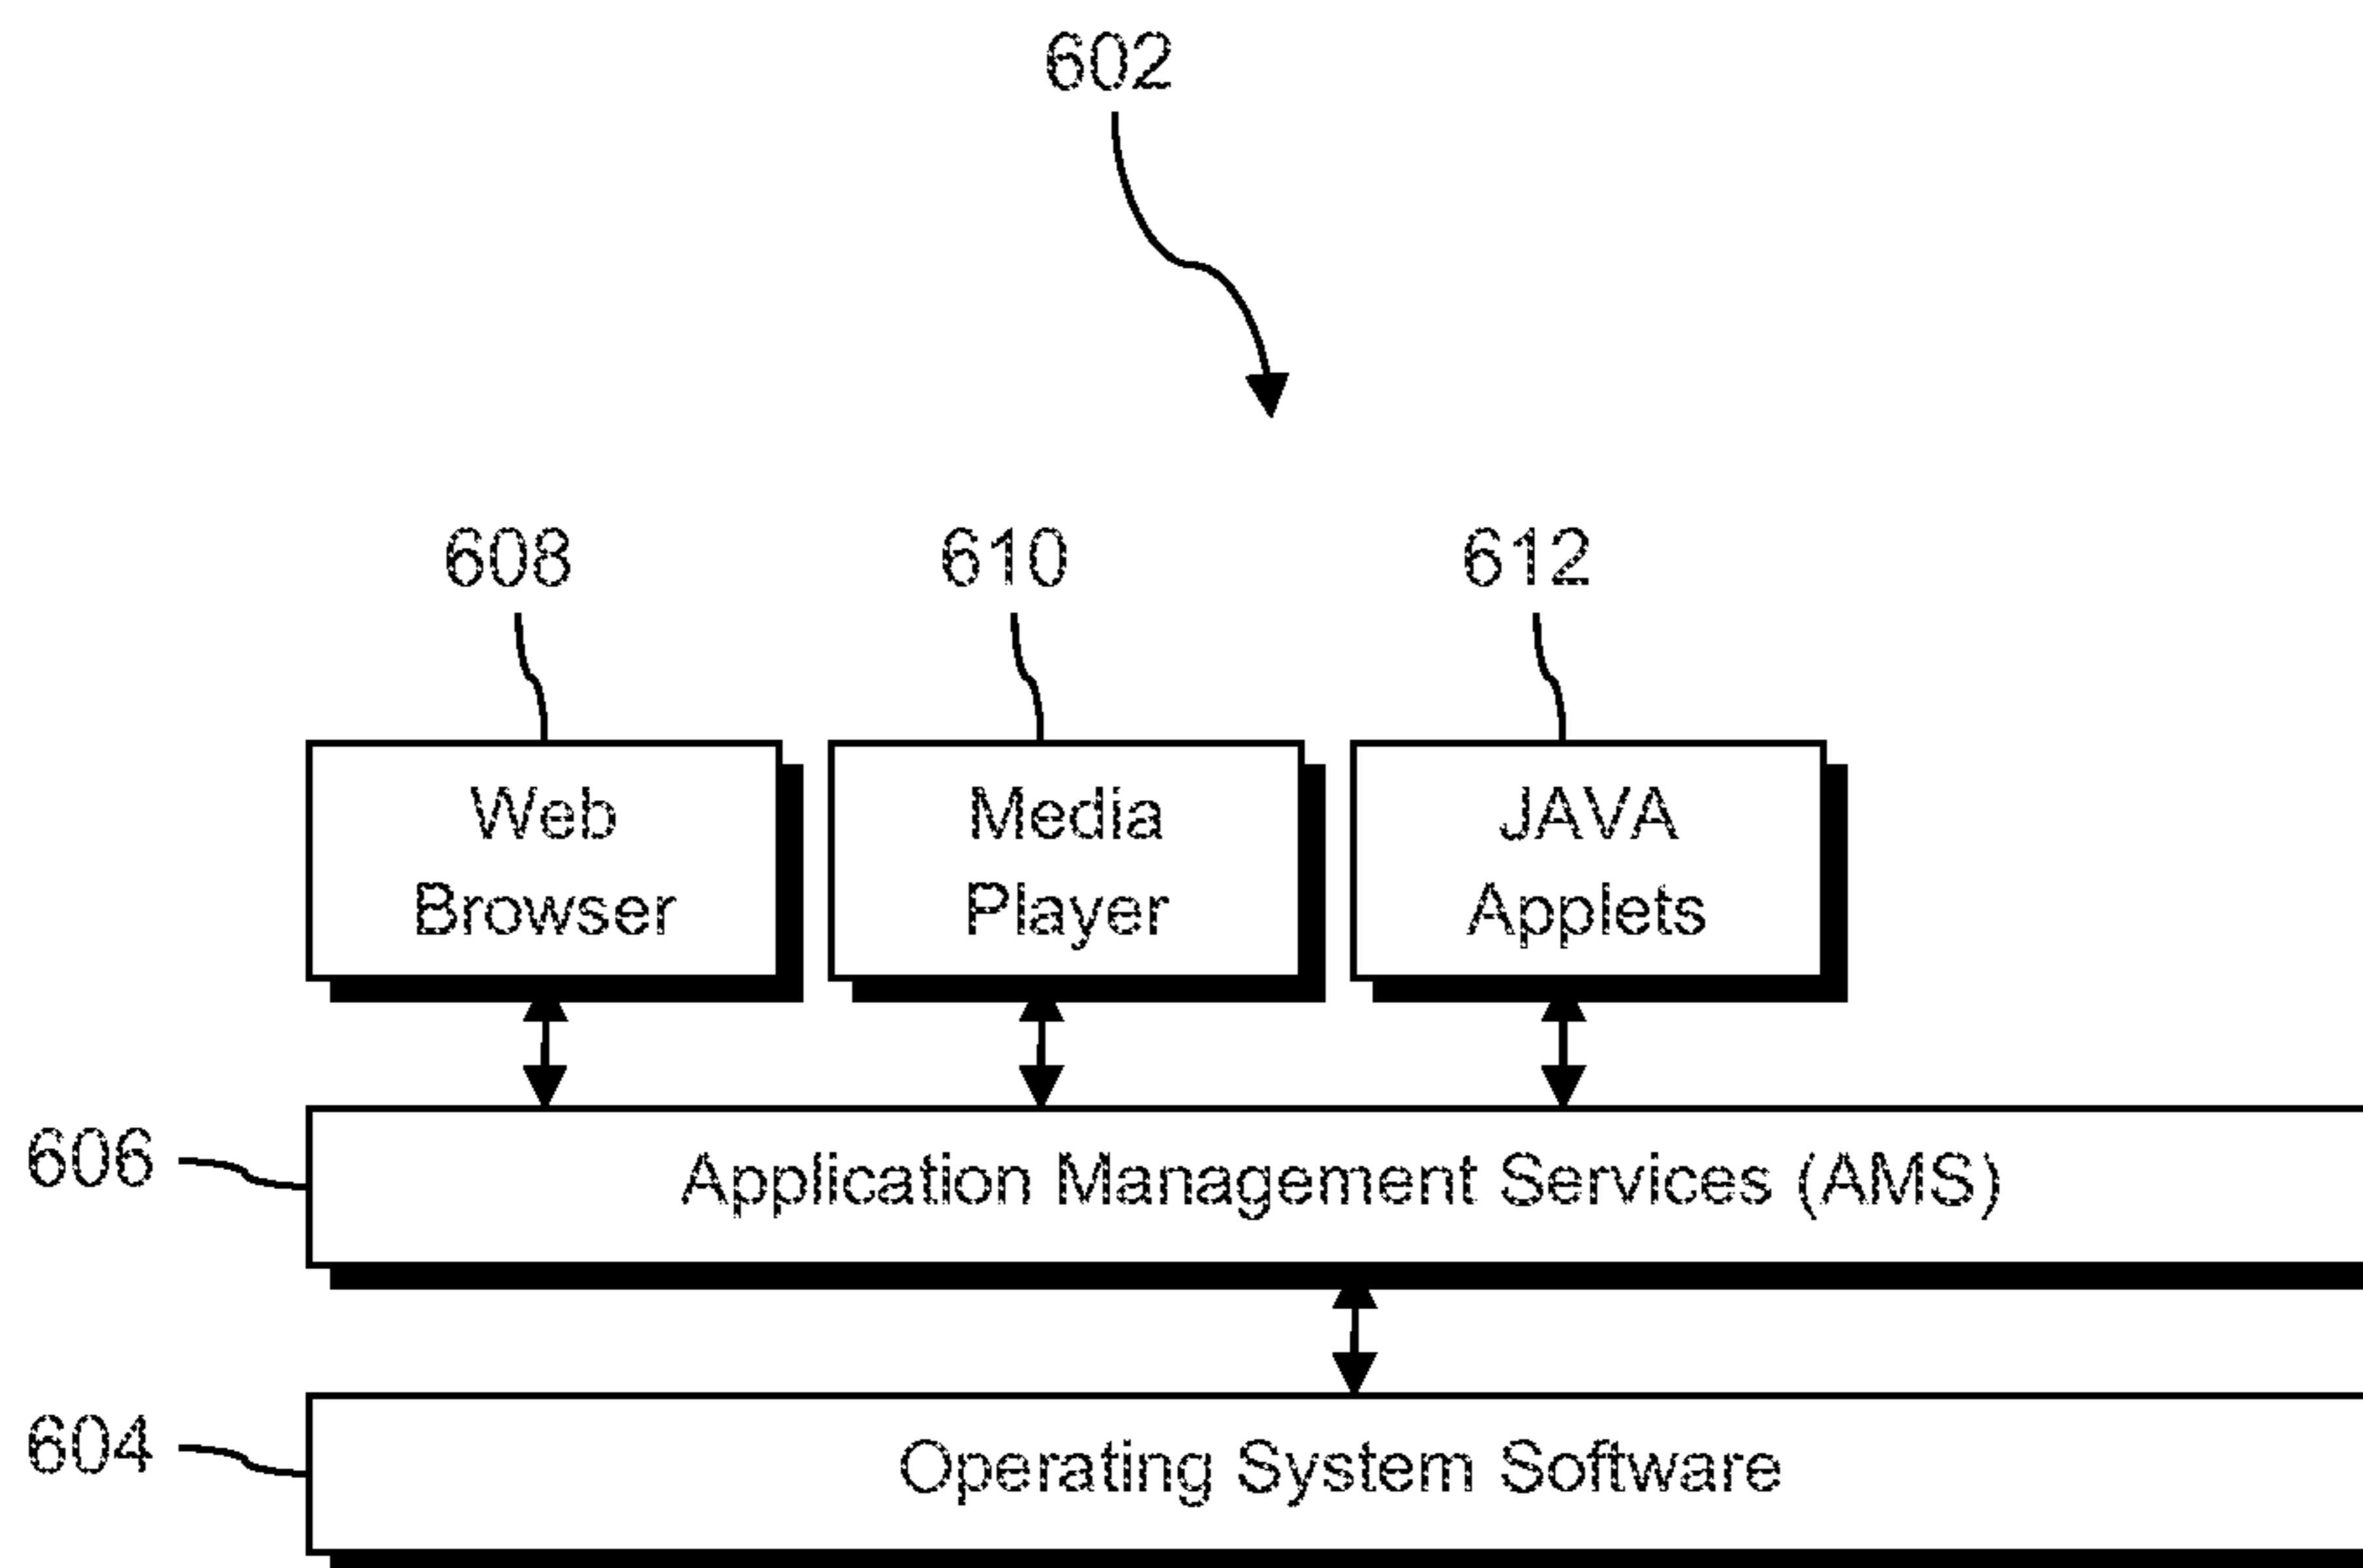 602
608
610
612
Web
Browser
Media
Player
JAVA
Applets
606
Application Management Services (AMS)
604
Operating System Software